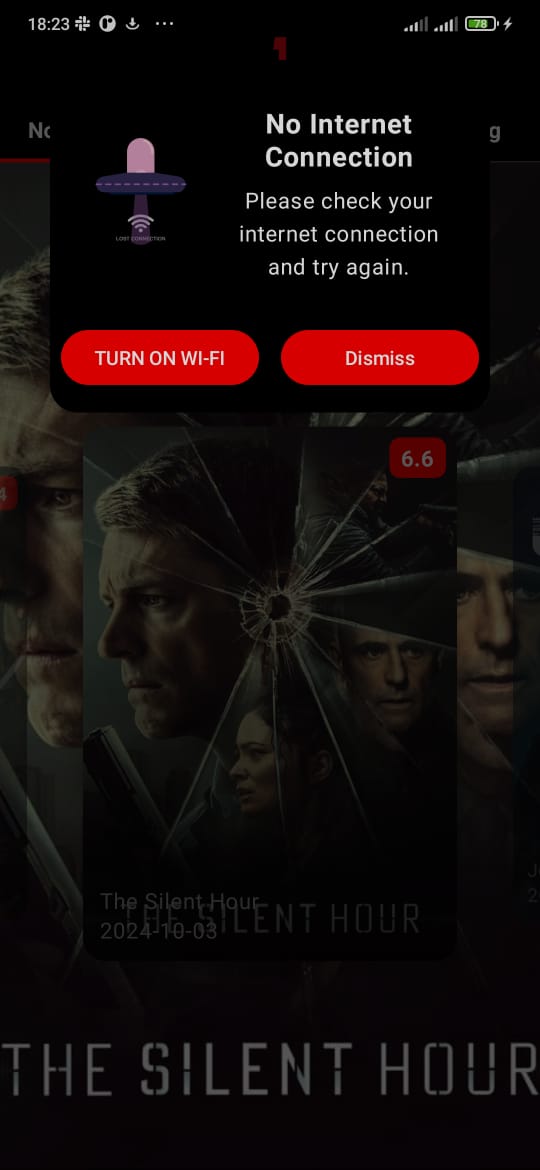 18:23
78
No
g
No Internet
Connection
Please check your
internet connection
and try again.
LOST CONNECTION
TURN ON WI-FI
Dismiss
6.6
4
The Silent Hour
THE SILENT HOUR
2024-10-03
J
2
THE SILENT HOUR